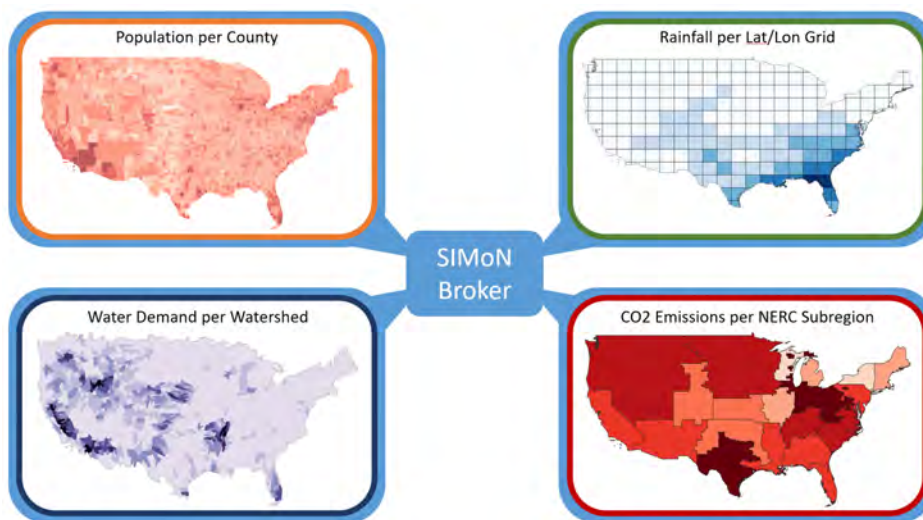 Population per County
Rainfall per Lat/Lon Grid
SIMoN
Broker
Water Demand per Watershed
CO2 Emissions per NERC Subregion